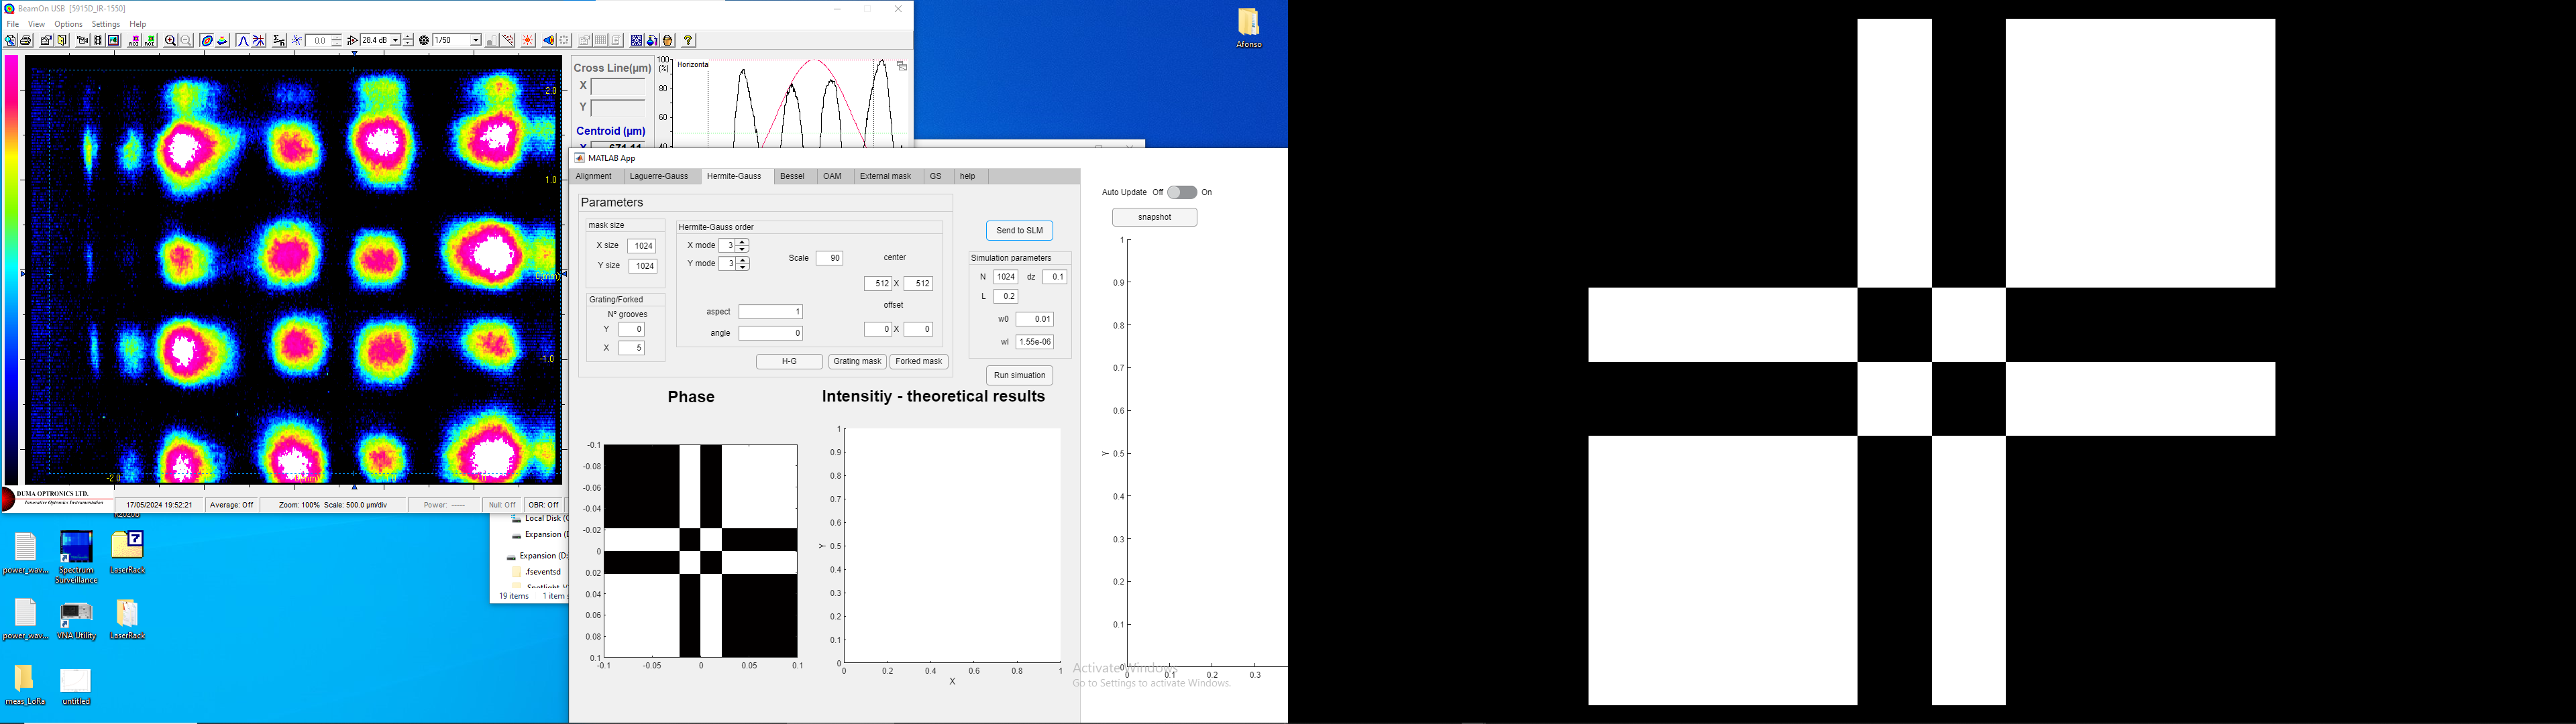 BeamOn USB [5915D_IR-1550]
File View Options Settings Help
0.0 28.4 dB 1/50
2.0
1.0
0(mm)
-1.0
-2.0
Cross Line(µm)
X
Y
Centroid (µm)
X 671.11
100
(%)
80
60
40
Horizonta
DUMA OPTRONICS LTD.
Innovative Optics Instrumentation
17/05/2024 19:52:21 Average: Off Zoom: 100% Scale: 500.0 µm/div Power: ----- Null: Off OBR: Off
Afonso
MATLAB App
Alignment Laguerre-Gauss Hermite-Gauss Bessel OAM External mask GS help
Parameters
mask size
X size 1024
Y size 1024
Grating/Forked
Nº grooves
Y 0
X 5
Hermite-Gauss order
X mode 3
Y mode 3
Scale 90
center
512 X 512
offset
0 X 0
aspect 1
angle 0
H-G Grating mask Forked mask
Send to SLM
Simulation parameters
N 1024 dz 0.1
L 0.2
w0 0.01
wl 1.55e-06
Run simuation
Auto Update Off On
snapshot
Phase
-0.1
-0.08
-0.06
-0.04
-0.02
0
0.02
0.04
0.06
0.08
0.1
-0.1 -0.05 0 0.05 0.1
Intensitiy - theoretical results
1
0.9
0.8
0.7
0.6
0.5
0.4
0.3
0.2
0.1
0
Y
0 0.2 0.4 0.6 0.8 1
X
1
0.9
0.8
0.7
0.6
0.5
0.4
0.3
0.2
0.1
0
Y
0 0.1 0.2 0.3
Activate Windows
Go to Settings to activate Windows.
Local Disk (C
Expansion (D
Expansion (D:
.fseventsd
.Spotlight-V
19 items 1 item s
power_wav... Spectrum Surveillance LaserRack
power_wav... VNA Utility LaserRack
meas_LoRa untitled